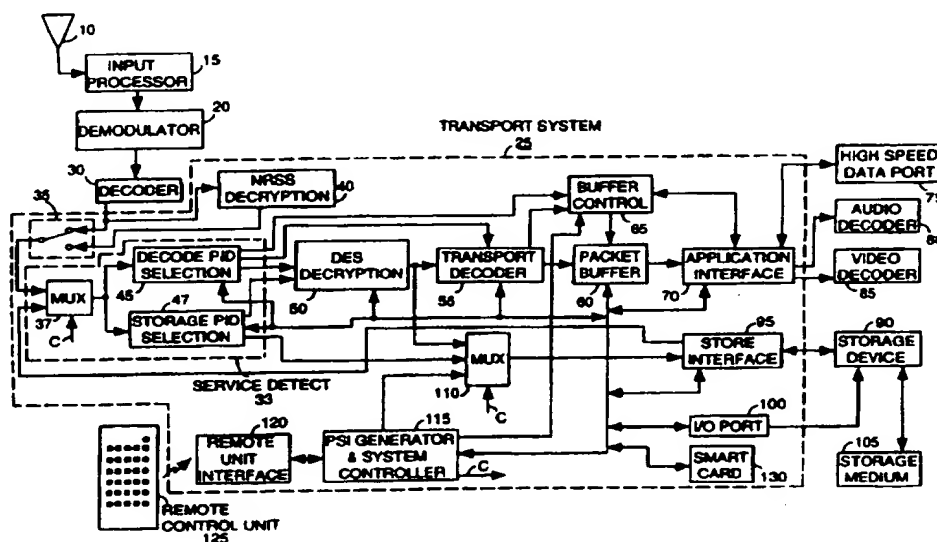 10
INPUT
PROCESSOR
15
20
DEMODULATOR
TRANSPORT SYSTEM
25
30
DECODER
NRSS
DECRYPTION
40
35
BUFFER
CONTROL
65
HIGH SPEED
DATA PORT
75
AUDIO
DECODER
80
VIDEO
DECODER
85
DECODE PID
SELECTION
45
DES
DECRYPTION
50
TRANSPORT
DECODER
55
PACKET
BUFFER
60
APPLICATION
INTERFACE
70
MUX
37
C
47
STORAGE PID
SELECTION
SERVICE DETECT
33
MUX
110
C
95
STORE
INTERFACE
90
STORAGE
DEVICE
120
REMOTE
UNIT
INTERFACE
115
PSI GENERATOR
& SYSTEM
CONTROLLER
C
100
I/O PORT
SMART
CARD
130
105
STORAGE
MEDIUM
REMOTE
CONTROL UNIT
125